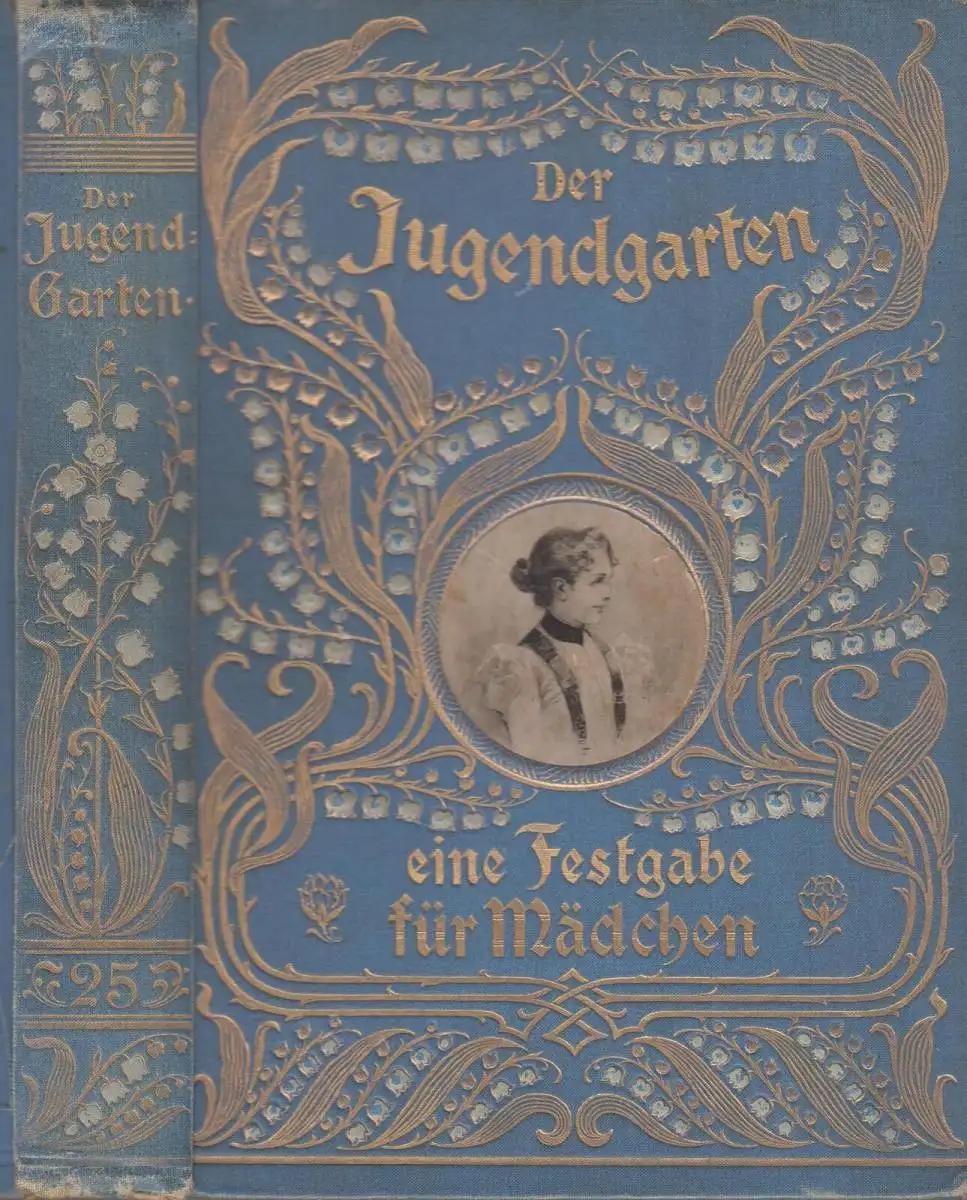 Der
Jugend=
Garten.
25
Der
Jugendgarten
eine Festgabe
für Mädchen